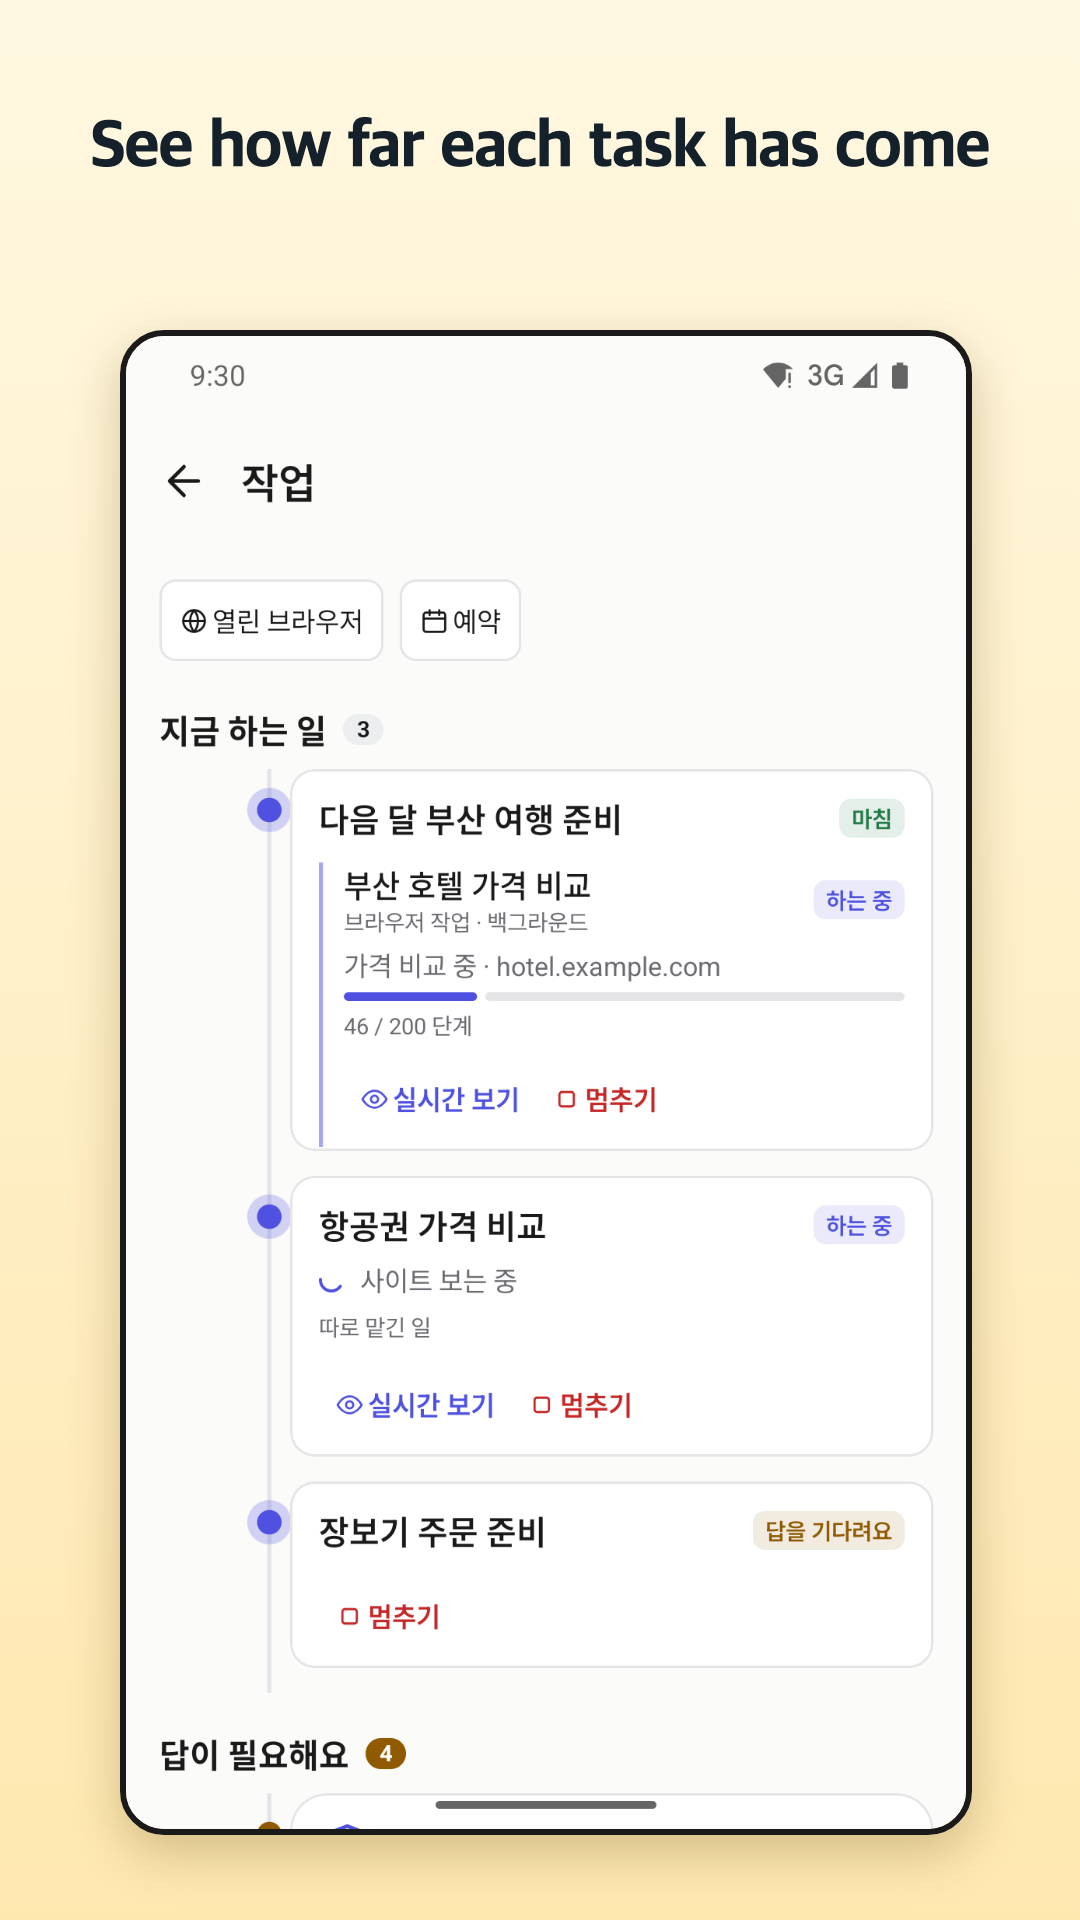 See how far each task has come
9:30
3G
작업
열린 브라우저
예약
지금 하는 일 3
다음 달 부산 여행 준비
마침
부산 호텔 가격 비교
하는 중
브라우저 작업 · 백그라운드
가격 비교 중 · hotel.example.com
46 / 200 단계
실시간 보기
멈추기
항공권 가격 비교
하는 중
사이트 보는 중
따로 맡긴 일
실시간 보기
멈추기
장보기 주문 준비
답을 기다려요
멈추기
답이 필요해요 4